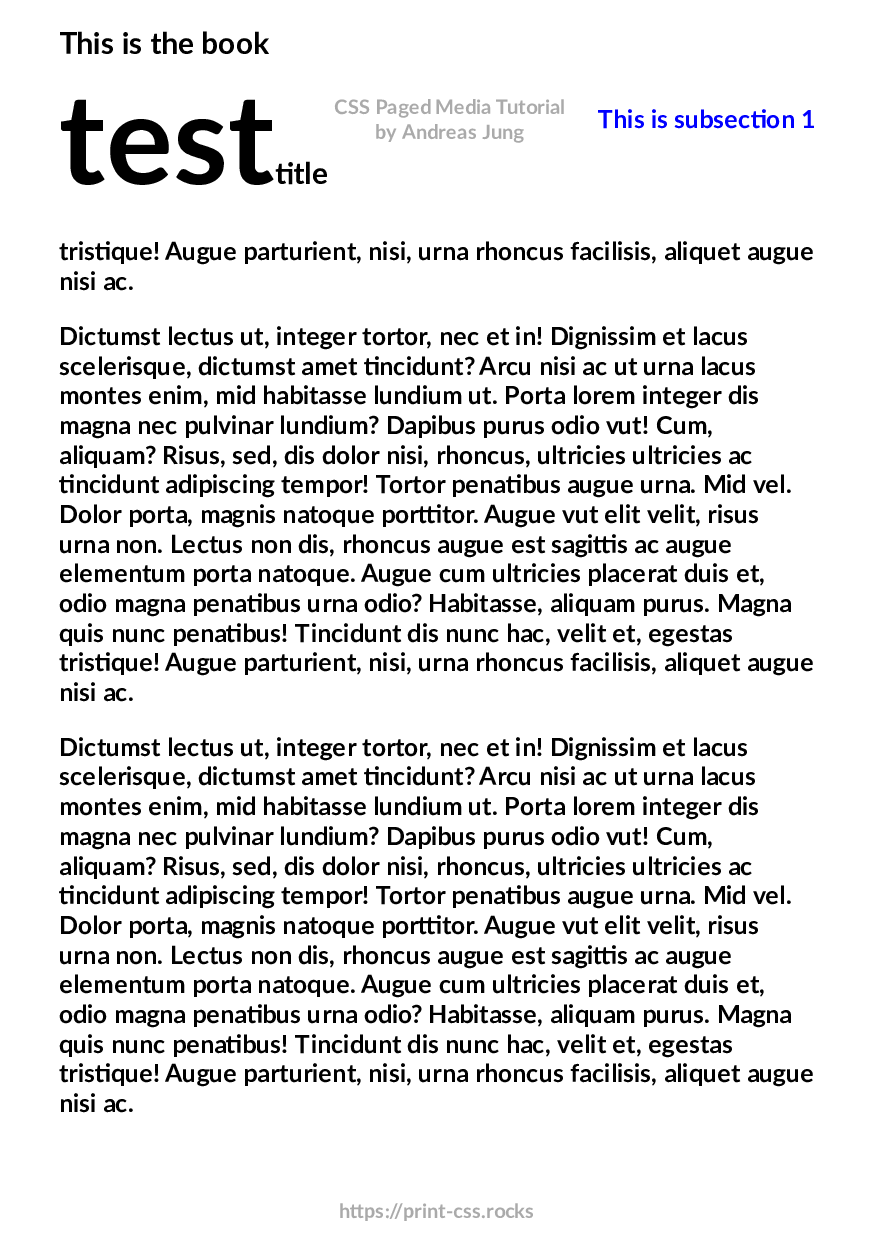 This is the book
testtitle
CSS Paged Media Tutorial
by Andreas Jung
This is subsection 1
tristique! Augue parturient, nisi, urna rhoncus facilisis, aliquet augue
nisi ac.
Dictumst lectus ut, integer tortor, nec et in! Dignissim et lacus
scelerisque, dictumst amet tincidunt? Arcu nisi ac ut urna lacus
montes enim, mid habitasse lundium ut. Porta lorem integer dis
magna nec pulvinar lundium? Dapibus purus odio vut! Cum,
aliquam? Risus, sed, dis dolor nisi, rhoncus, ultricies ultricies ac
tincidunt adipiscing tempor! Tortor penatibus augue urna. Mid vel.
Dolor porta, magnis natoque porttitor. Augue vut elit velit, risus
urna non. Lectus non dis, rhoncus augue est sagittis ac augue
elementum porta natoque. Augue cum ultricies placerat duis et,
odio magna penatibus urna odio? Habitasse, aliquam purus. Magna
quis nunc penatibus! Tincidunt dis nunc hac, velit et, egestas
tristique! Augue parturient, nisi, urna rhoncus facilisis, aliquet augue
nisi ac.
Dictumst lectus ut, integer tortor, nec et in! Dignissim et lacus
scelerisque, dictumst amet tincidunt? Arcu nisi ac ut urna lacus
montes enim, mid habitasse lundium ut. Porta lorem integer dis
magna nec pulvinar lundium? Dapibus purus odio vut! Cum,
aliquam? Risus, sed, dis dolor nisi, rhoncus, ultricies ultricies ac
tincidunt adipiscing tempor! Tortor penatibus augue urna. Mid vel.
Dolor porta, magnis natoque porttitor. Augue vut elit velit, risus
urna non. Lectus non dis, rhoncus augue est sagittis ac augue
elementum porta natoque. Augue cum ultricies placerat duis et,
odio magna penatibus urna odio? Habitasse, aliquam purus. Magna
quis nunc penatibus! Tincidunt dis nunc hac, velit et, egestas
tristique! Augue parturient, nisi, urna rhoncus facilisis, aliquet augue
nisi ac.
https://print-css.rocks